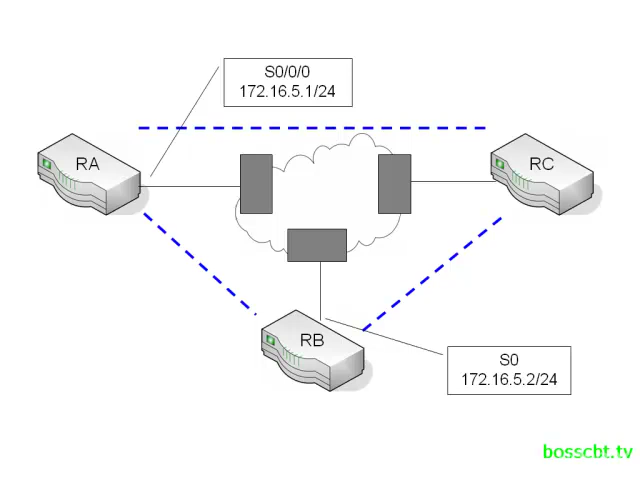 S0/0/0
172.16.5.1/24
RA
RC
RB
S0
172.16.5.2/24
bosscbt.tv